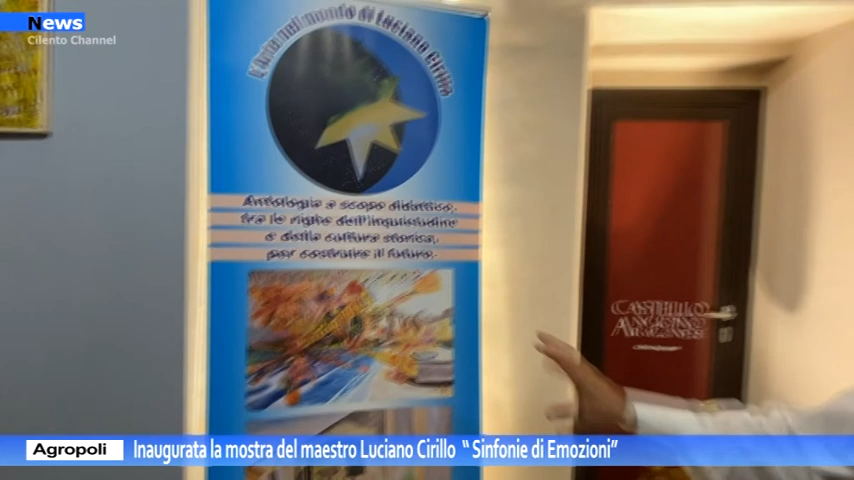 News
Cilento Channel
L'Arte nel mondo di Luciano Cirillo
Antologia a scopo didattico,
tra le righe dell'inquietudine
e della cultura storica,
per costruire il futuro.
CASTELLO
ANGIOINO
ARAGONESE
Agropoli Inaugurata la mostra del maestro Luciano Cirillo “ Sinfonie di Emozioni”